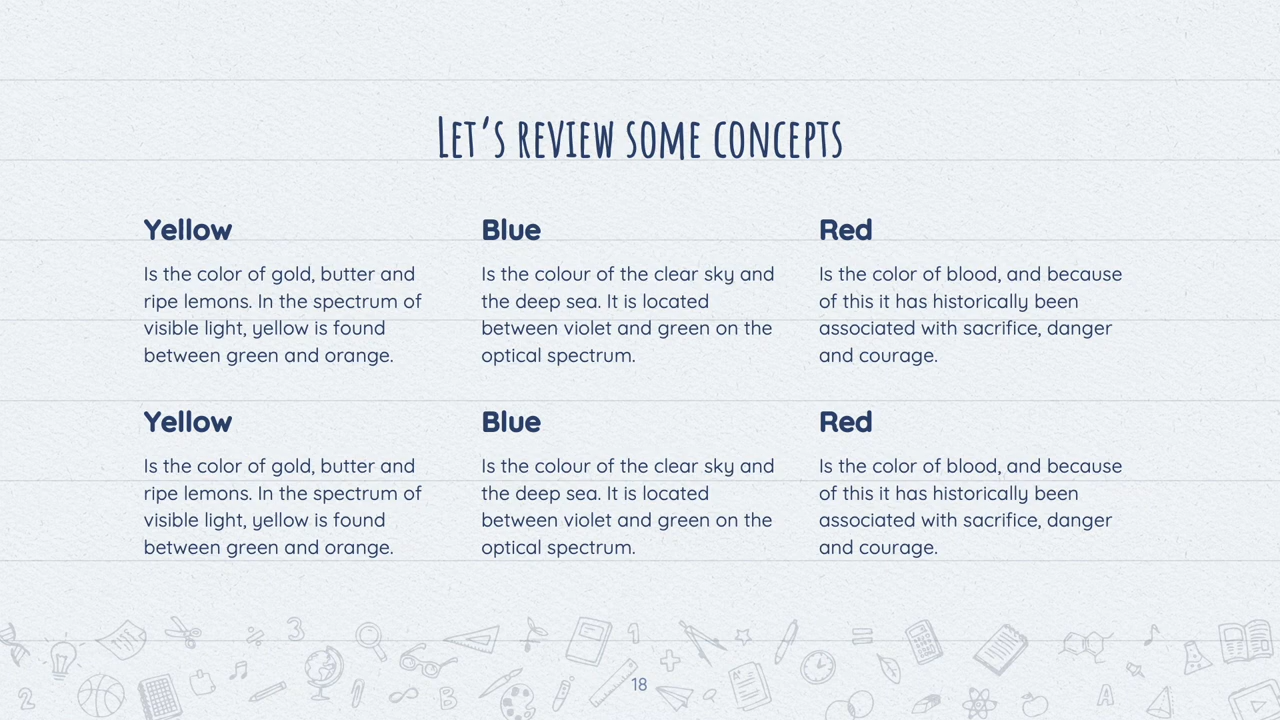 Let's review some concepts
Yellow
Is the color of gold, butter and
ripe lemons. In the spectrum of
visible light, yellow is found
between green and orange.
Blue
Is the colour of the clear sky and
the deep sea. It is located
between violet and green on the
optical spectrum.
Red
Is the color of blood, and because
of this it has historically been
associated with sacrifice, danger
and courage.
Yellow
Is the color of gold, butter and
ripe lemons. In the spectrum of
visible light, yellow is found
between green and orange.
Blue
Is the colour of the clear sky and
the deep sea. It is located
between violet and green on the
optical spectrum.
Red
Is the color of blood, and because
of this it has historically been
associated with sacrifice, danger
and courage.
3
1
2
B
A
18